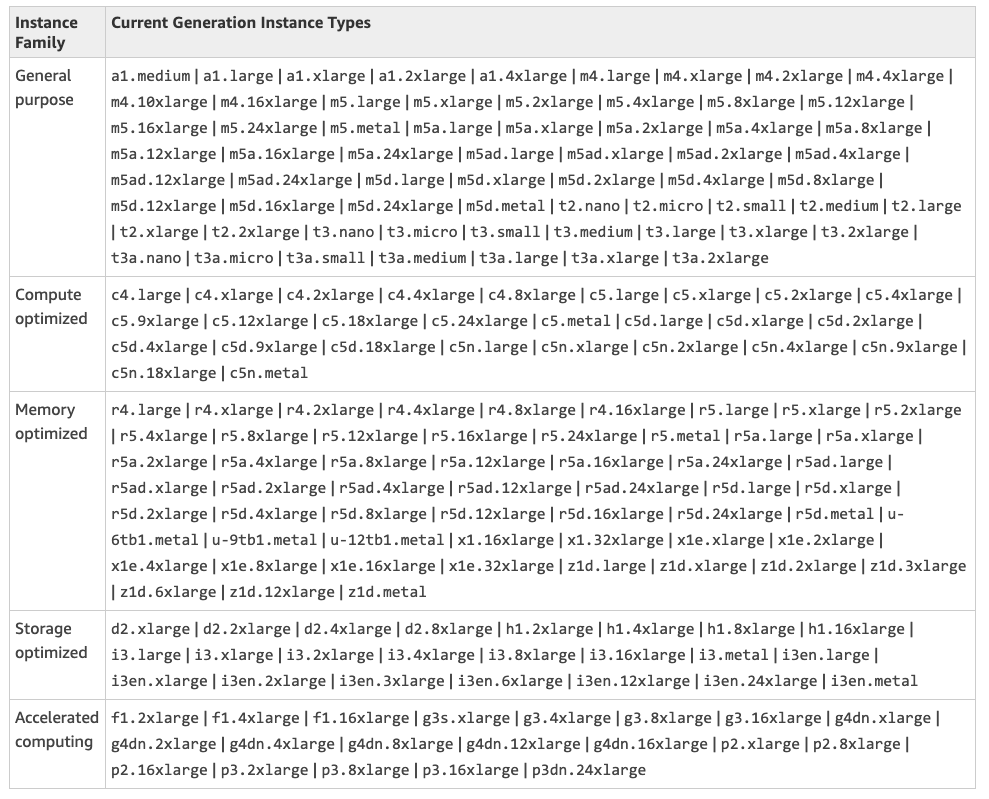 Instance Family
Current Generation Instance Types
General purpose
a1.medium | a1.large | a1.xlarge | a1.2xlarge | a1.4xlarge | m4.large | m4.xlarge | m4.2xlarge | m4.4xlarge |
m4.10xlarge | m4.16xlarge | m5.large | m5.xlarge | m5.2xlarge | m5.4xlarge | m5.8xlarge | m5.12xlarge |
m5.16xlarge | m5.24xlarge | m5.metal | m5a.large | m5a.xlarge | m5a.2xlarge | m5a.4xlarge | m5a.8xlarge |
m5a.12xlarge | m5a.16xlarge | m5a.24xlarge | m5ad.large | m5ad.xlarge | m5ad.2xlarge | m5ad.4xlarge |
m5ad.12xlarge | m5ad.24xlarge | m5d.large | m5d.xlarge | m5d.2xlarge | m5d.4xlarge | m5d.8xlarge |
m5d.12xlarge | m5d.16xlarge | m5d.24xlarge | m5d.metal | t2.nano | t2.micro | t2.small | t2.medium | t2.large
| t2.xlarge | t2.2xlarge | t3.nano | t3.micro | t3.small | t3.medium | t3.large | t3.xlarge | t3.2xlarge |
t3a.nano | t3a.micro | t3a.small | t3a.medium | t3a.large | t3a.xlarge | t3a.2xlarge
Compute optimized
c4.large | c4.xlarge | c4.2xlarge | c4.4xlarge | c4.8xlarge | c5.large | c5.xlarge | c5.2xlarge | c5.4xlarge |
c5.9xlarge | c5.12xlarge | c5.18xlarge | c5.24xlarge | c5.metal | c5d.large | c5d.xlarge | c5d.2xlarge |
c5d.4xlarge | c5d.9xlarge | c5d.18xlarge | c5n.large | c5n.xlarge | c5n.2xlarge | c5n.4xlarge | c5n.9xlarge |
c5n.18xlarge | c5n.metal
Memory optimized
r4.large | r4.xlarge | r4.2xlarge | r4.4xlarge | r4.8xlarge | r4.16xlarge | r5.large | r5.xlarge | r5.2xlarge
| r5.4xlarge | r5.8xlarge | r5.12xlarge | r5.16xlarge | r5.24xlarge | r5.metal | r5a.large | r5a.xlarge |
r5a.2xlarge | r5a.4xlarge | r5a.8xlarge | r5a.12xlarge | r5a.16xlarge | r5a.24xlarge | r5ad.large |
r5ad.xlarge | r5ad.2xlarge | r5ad.4xlarge | r5ad.12xlarge | r5ad.24xlarge | r5d.large | r5d.xlarge |
r5d.2xlarge | r5d.4xlarge | r5d.8xlarge | r5d.12xlarge | r5d.16xlarge | r5d.24xlarge | r5d.metal | u-
6tb1.metal | u-9tb1.metal | u-12tb1.metal | x1.16xlarge | x1.32xlarge | x1e.xlarge | x1e.2xlarge |
x1e.4xlarge | x1e.8xlarge | x1e.16xlarge | x1e.32xlarge | z1d.large | z1d.xlarge | z1d.2xlarge | z1d.3xlarge
| z1d.6xlarge | z1d.12xlarge | z1d.metal
Storage optimized
d2.xlarge | d2.2xlarge | d2.4xlarge | d2.8xlarge | h1.2xlarge | h1.4xlarge | h1.8xlarge | h1.16xlarge |
i3.large | i3.xlarge | i3.2xlarge | i3.4xlarge | i3.8xlarge | i3.16xlarge | i3.metal | i3en.large |
i3en.xlarge | i3en.2xlarge | i3en.3xlarge | i3en.6xlarge | i3en.12xlarge | i3en.24xlarge | i3en.metal
Accelerated computing
f1.2xlarge | f1.4xlarge | f1.16xlarge | g3s.xlarge | g3.4xlarge | g3.8xlarge | g3.16xlarge | g4dn.xlarge |
g4dn.2xlarge | g4dn.4xlarge | g4dn.8xlarge | g4dn.12xlarge | g4dn.16xlarge | p2.xlarge | p2.8xlarge |
p2.16xlarge | p3.2xlarge | p3.8xlarge | p3.16xlarge | p3dn.24xlarge